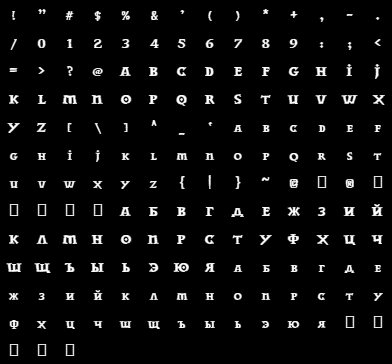 ! " # $ % & ' ( ) * + , - .
/ 0 1 2 3 4 5 6 7 8 9 : ; <
= > ? @ A B C D E F G H I J
K L M N O P Q R S T U V W X
Y Z [ \ ] ^ _ ` A B C D E F
G H I J K L M N O P Q R S T
U V W X Y Z { | } ~
А Б В Г Д Е Ж З И Й
К Л М Н О П Р С Т У Ф Х Ц Ч
Ш Щ Ъ Ы Ь Э Ю Я А Б В Г Д Е
Ж З И Й К Л М Н О П Р С Т У
Ф Х Ц Ч Ш Щ Ъ Ы Ь Э Ю Я